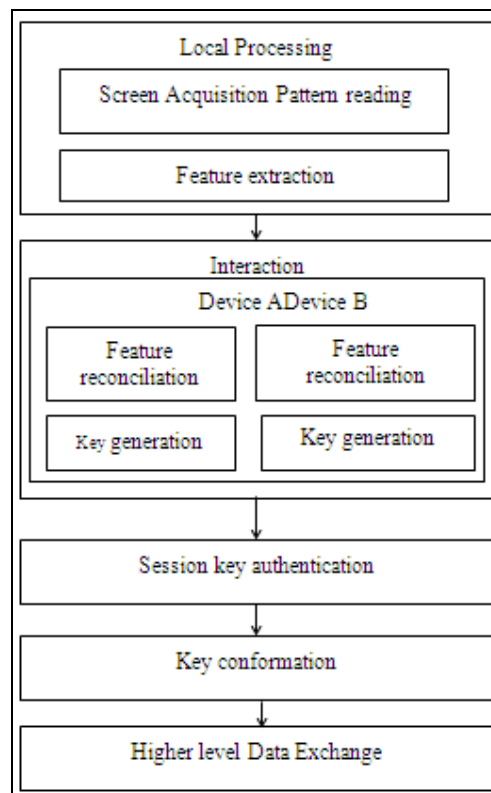 Local Processing
Screen Acquisition Pattern reading
Feature extraction
Interaction
Device ADevice B
Feature
reconciliation
Feature
reconciliation
Key generation
Key generation
Session key authentication
Key conformation
Higher level Data Exchange